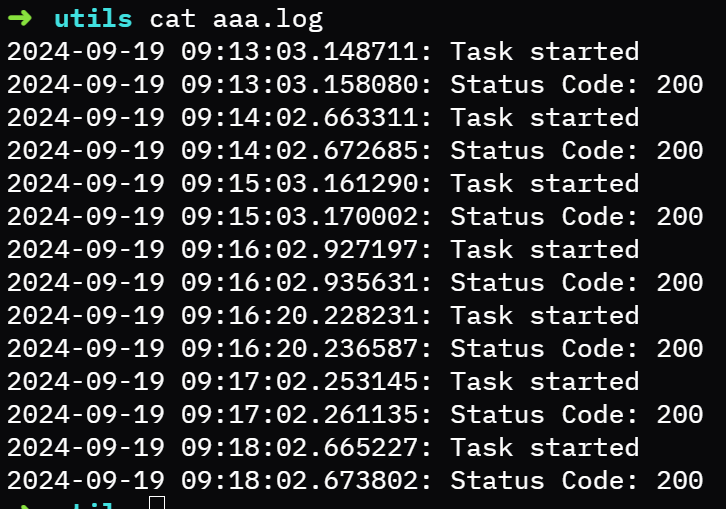 ➜ utils cat aaa.log
2024-09-19 09:13:03.148711: Task started
2024-09-19 09:13:03.158080: Status Code: 200
2024-09-19 09:14:02.663311: Task started
2024-09-19 09:14:02.672685: Status Code: 200
2024-09-19 09:15:03.161290: Task started
2024-09-19 09:15:03.170002: Status Code: 200
2024-09-19 09:16:02.927197: Task started
2024-09-19 09:16:02.935631: Status Code: 200
2024-09-19 09:16:20.228231: Task started
2024-09-19 09:16:20.236587: Status Code: 200
2024-09-19 09:17:02.253145: Task started
2024-09-19 09:17:02.261135: Status Code: 200
2024-09-19 09:18:02.665227: Task started
2024-09-19 09:18:02.673802: Status Code: 200